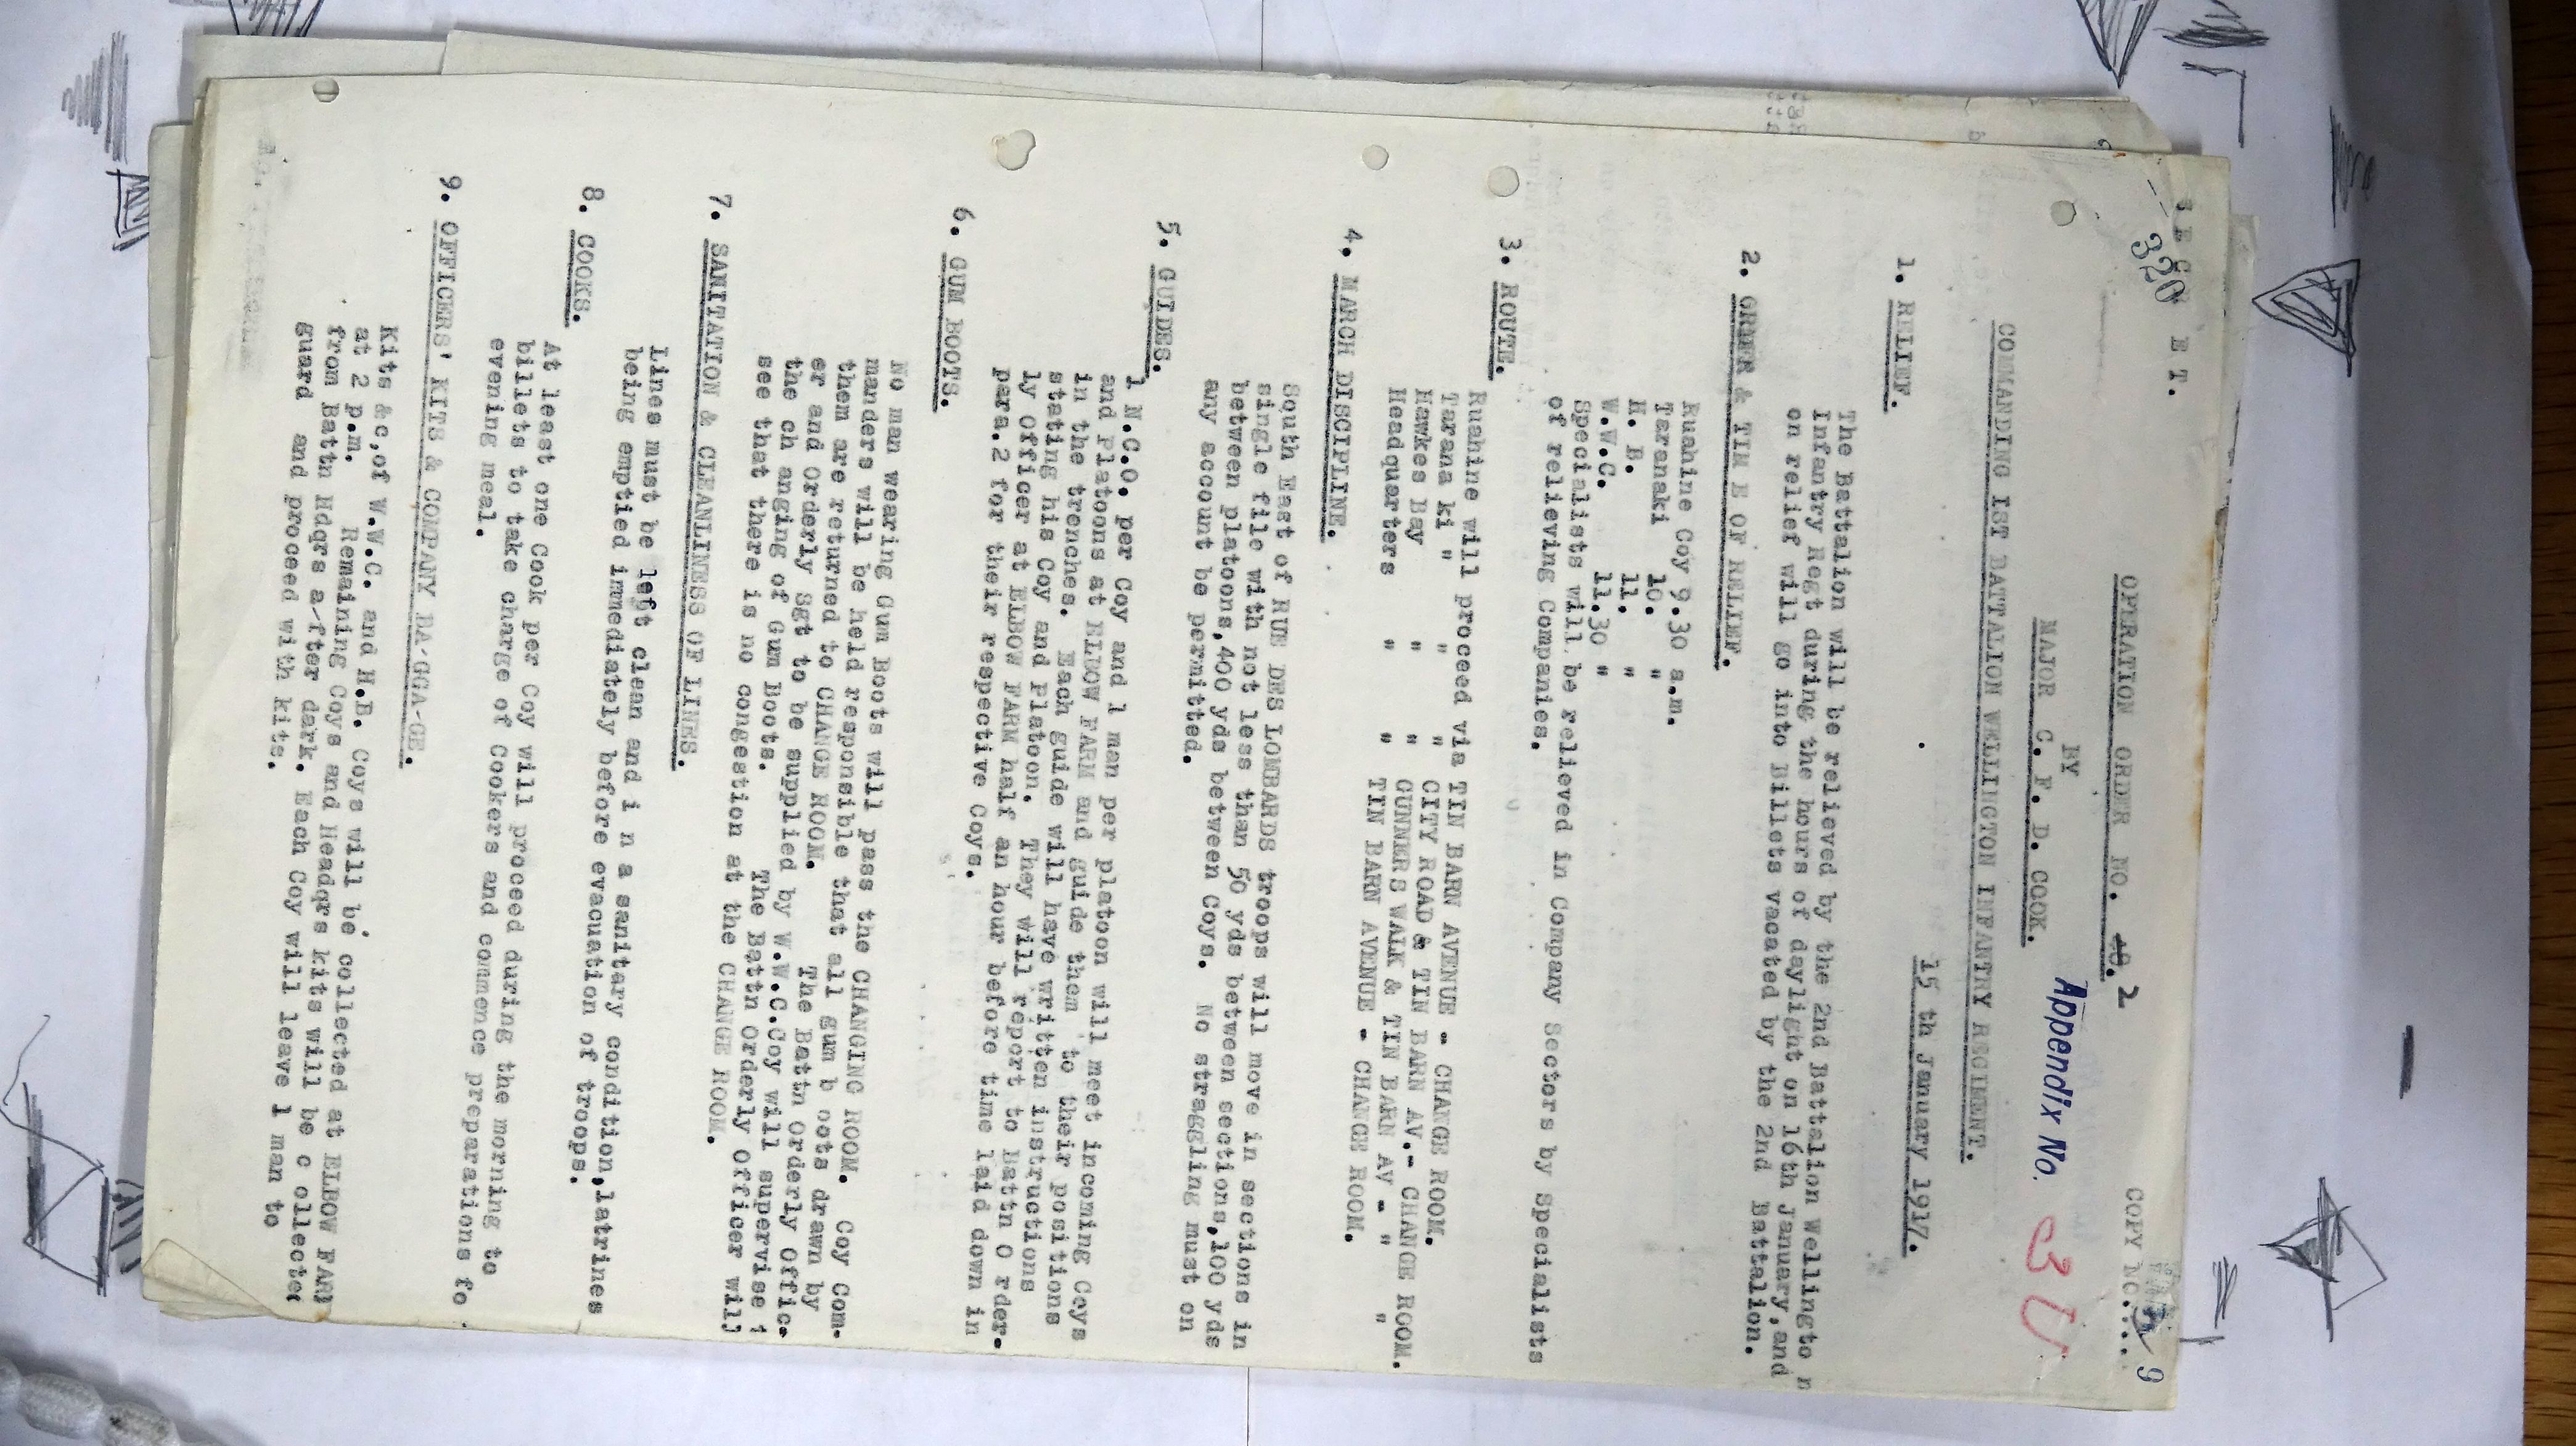 S E C R E T.
320
COPY NO.....
9
OPERATION ORDER NO. 2
BY
Appendix No. 30
MAJOR C. F. D. COOK.
COMMANDING 1ST BATTALION WELLINGTON INFANTRY REGIMENT.
15 th January 1917.
1. RELIEF.
The Battalion will be relieved by the 2nd Battalion Wellingto n
Infantry Regt during the hours of daylight on 16th January,and
on relief will go into Billets vacated by the 2nd Battalion.
2. ORDER & TIM E OF RELIEF.
Ruahine Coy 9.30 a.m.
Taranaki 10. "
H. B. 11. "
W.W.C. 11.30 "
Specialists will be relieved in Company Sectors by Specialists
of relieving Companies.
3. ROUTE.
Ruahine will proceed via TIN BARN AVENUE - CHANGE ROOM.
Tarana ki " " " CITY ROAD & TIN BARN AV.- CHANGE ROOM.
Hawkes Bay " " GUNNERS WALK & TIN BARN AV - " "
Headquarters " " TIN BARN AVENUE - CHANGE ROOM.
4. MARCH DISCIPLINE.
South East of RUE DES LOMBARDS troops will move in sections in
single file with not less than 50 yds between sections,100 yds
between platoons,400 yds between Coys. No straggling must on
any account be permitted.
5. GUIDES.
1 N.C.O. per Coy and 1 man per platoon will meet incoming Coys
and Platoons at ELBOW FARM and guide them to their positions
in the trenches. Each guide will have written instructions
stating his Coy and Platoon. They will report to Battn O rder-
ly Officer at ELBOW FARM half an hour before time laid down in
para.2 for their respective Coys.
6. GUM BOOTS.
No man wearing Gum Boots will pass the CHANGING ROOM. Coy Com-
manders will be held responsible that all gum b oots drawn by
them are returned to CHANGE ROOM. The Battn Orderly Offic-
er and Orderly Sgt to be supplied by W.W.C.Coy will supervise t
the ch anging of Gum Boots. The Battn Orderly Officer will
see that there is no congestion at the CHANGE ROOM.
7. SANITATION & CLEANLINESS OF LINES.
Lines must be left clean and i n a sanitary condition,latrines
being emptied immediately before evacuation of troops.
8. COOKS.
At least one Cook per Coy will proceed during the morning to
billets to take charge of Cookers and commence preparations fo
evening meal.
9. OFFICERS' KITS & COMPANY BA-GGA-GE.
Kits &c,of W.W.C. and H.B. Coys will be collected at ELBOW FARM
at 2 p.m. Remaining Coys and Headqrs kits will be c ollected
from Battn Hdqrs a-fter dark. Each Coy will leave 1 man to
guard and proceed with kits.